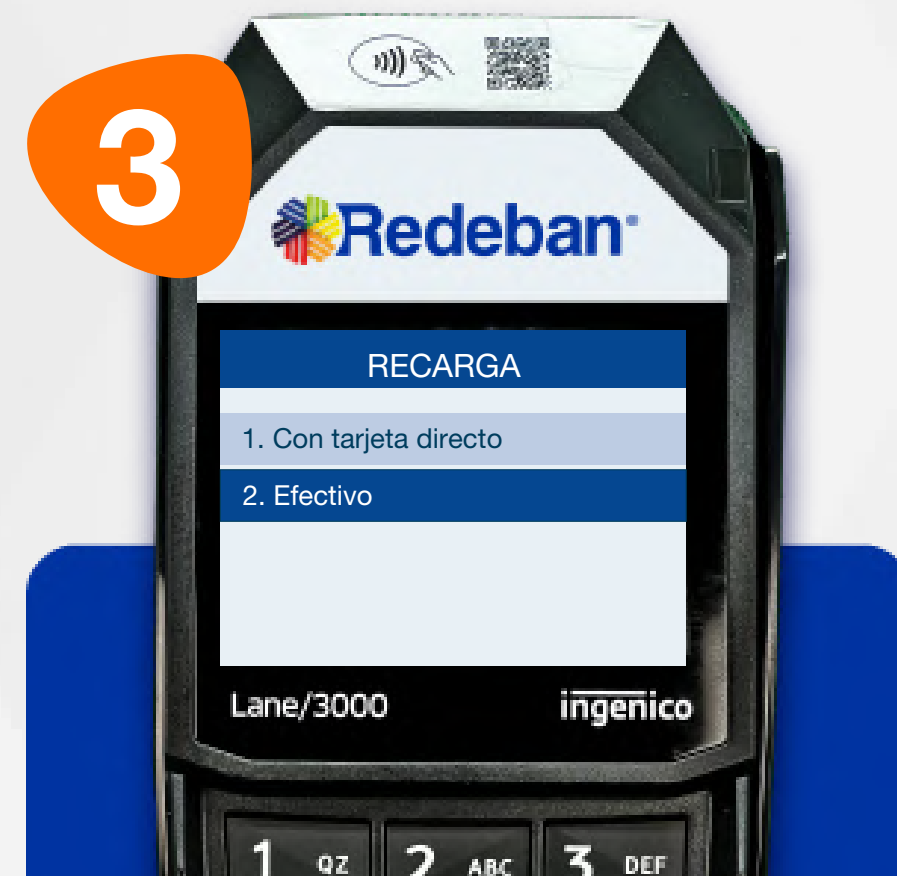 3
Redeban
RECARGA
1. Con tarjeta directo
2. Efectivo
Lane/3000 ingenico
1 QZ 2 ABC 3 DEF